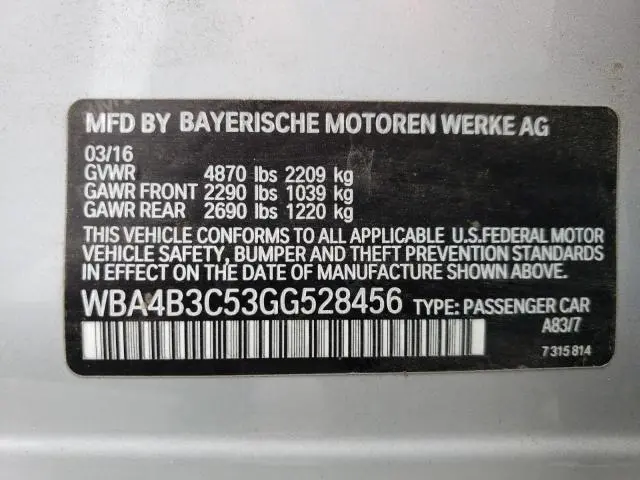 MFD BY BAYERISCHE MOTOREN WERKE AG
03/16
GVWR 4870 lbs 2209 kg
GAWR FRONT 2290 lbs 1039 kg
GAWR REAR 2690 lbs 1220 kg
THIS VEHICLE CONFORMS TO ALL APPLICABLE U.S.FEDERAL MOTOR
VEHICLE SAFETY, BUMPER AND THEFT PREVENTION STANDARDS
IN EFFECT ON THE DATE OF MANUFACTURE SHOWN ABOVE.
WBA4B3C53GG528456 TYPE: PASSENGER CAR
A83/7
7 315 814